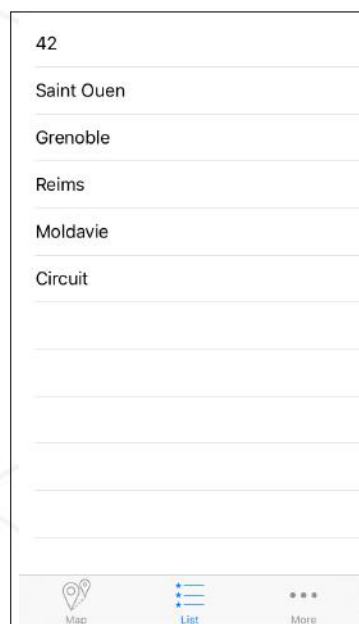 42
Saint Ouen
Grenoble
Reims
Moldavie
Circuit
Map List More